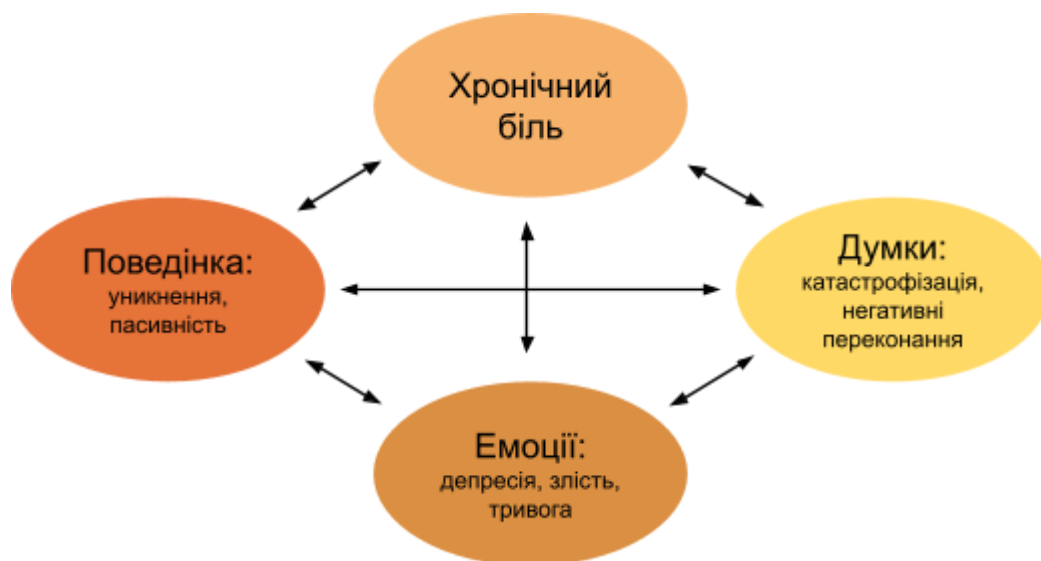 Хронічний
біль
Поведінка:
уникнення,
пасивність
Думки:
катастрофізація,
негативні
переконання
Емоції:
депресія, злість,
тривога